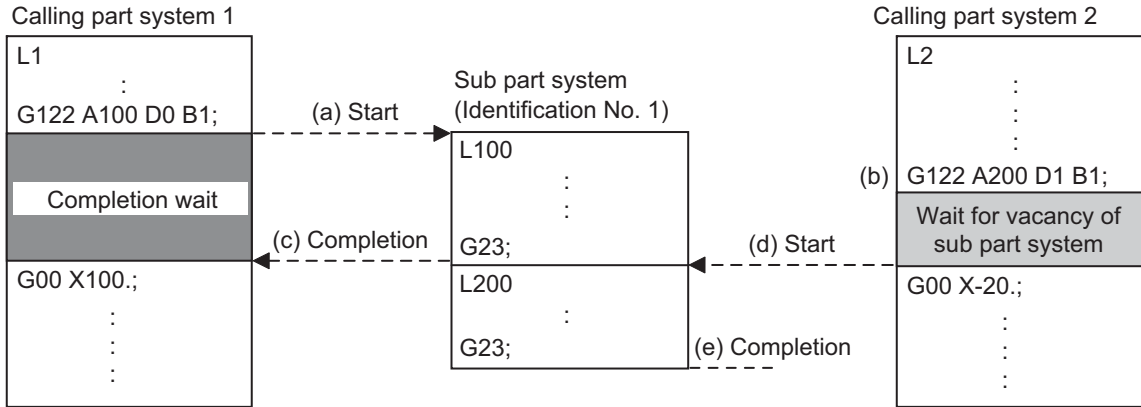 Calling part system 1
L1
:
G122 A100 D0 B1;
Completion wait
G00 X100.;
:
:
:
(a) Start
(c) Completion
Sub part system
(Identification No. 1)
L100
:
:
G23;
L200
:
G23;
(d) Start
(e) Completion
Calling part system 2
L2
:
:
:
(b)
G122 A200 D1 B1;
Wait for vacancy of
sub part system
G00 X-20.;
:
:
: